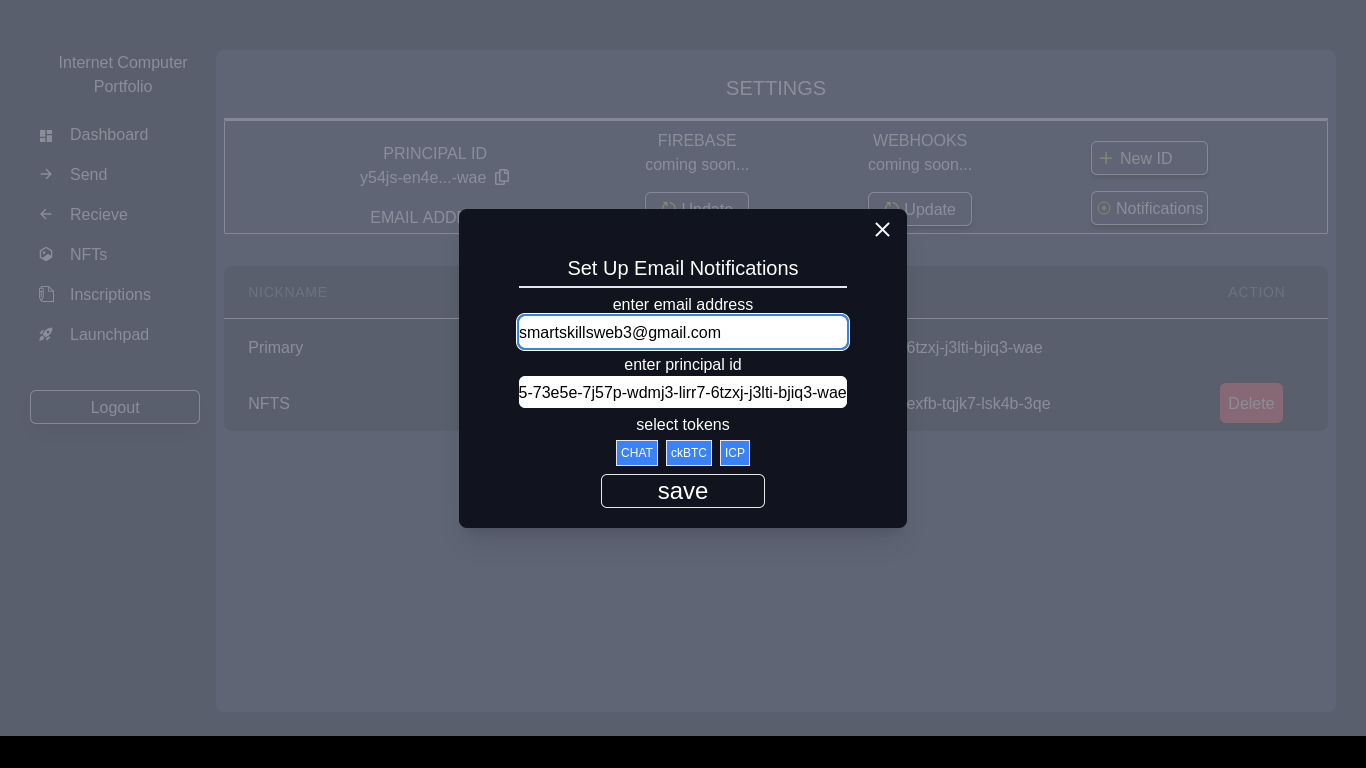 Internet Computer
Portfolio
Dashboard
Send
Recieve
NFTs
Inscriptions
Launchpad
Logout
SETTINGS
PRINCIPAL ID
y54js-en4e...-wae
EMAIL ADD
FIREBASE
coming soon...
Update
WEBHOOKS
coming soon...
Update
New ID
Notifications
NICKNAME
ACTION
Primary
6tzxj-j3lti-bjiq3-wae
NFTS
exfb-tqjk7-lsk4b-3qe
Delete
Set Up Email Notifications
enter email address
smartskillsweb3@gmail.com
enter principal id
5-73e5e-7j57p-wdmj3-lirr7-6tzxj-j3lti-bjiq3-wae
select tokens
CHAT ckBTC ICP
save